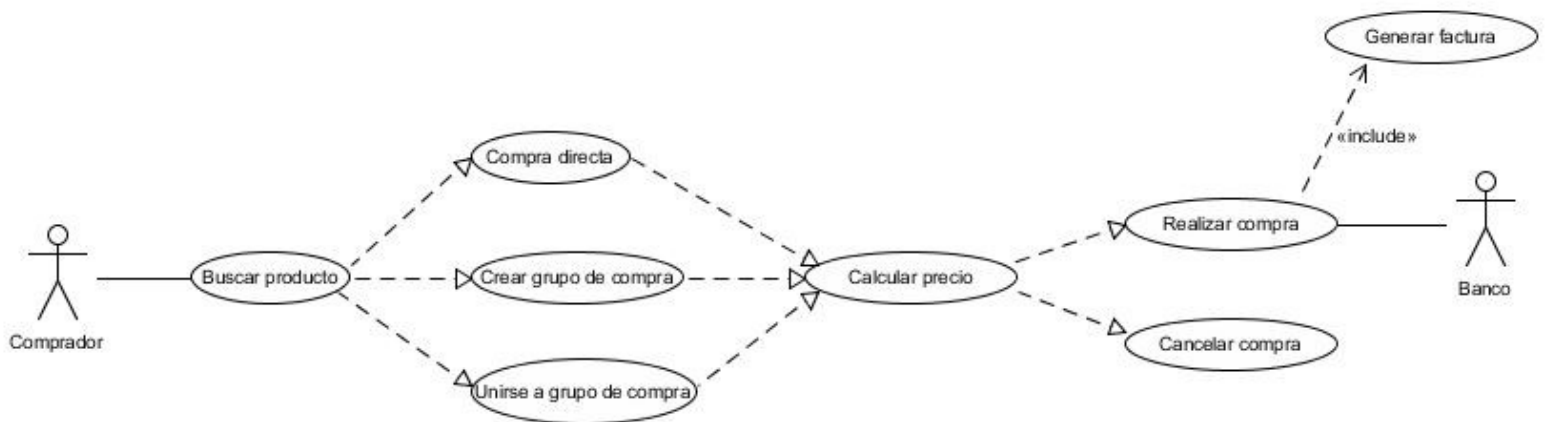 Generar factura
«include»
Compra directa
Realizar compra
Buscar producto
Crear grupo de compra
Calcular precio
Banco
Comprador
Cancelar compra
Unirse a grupo de compra